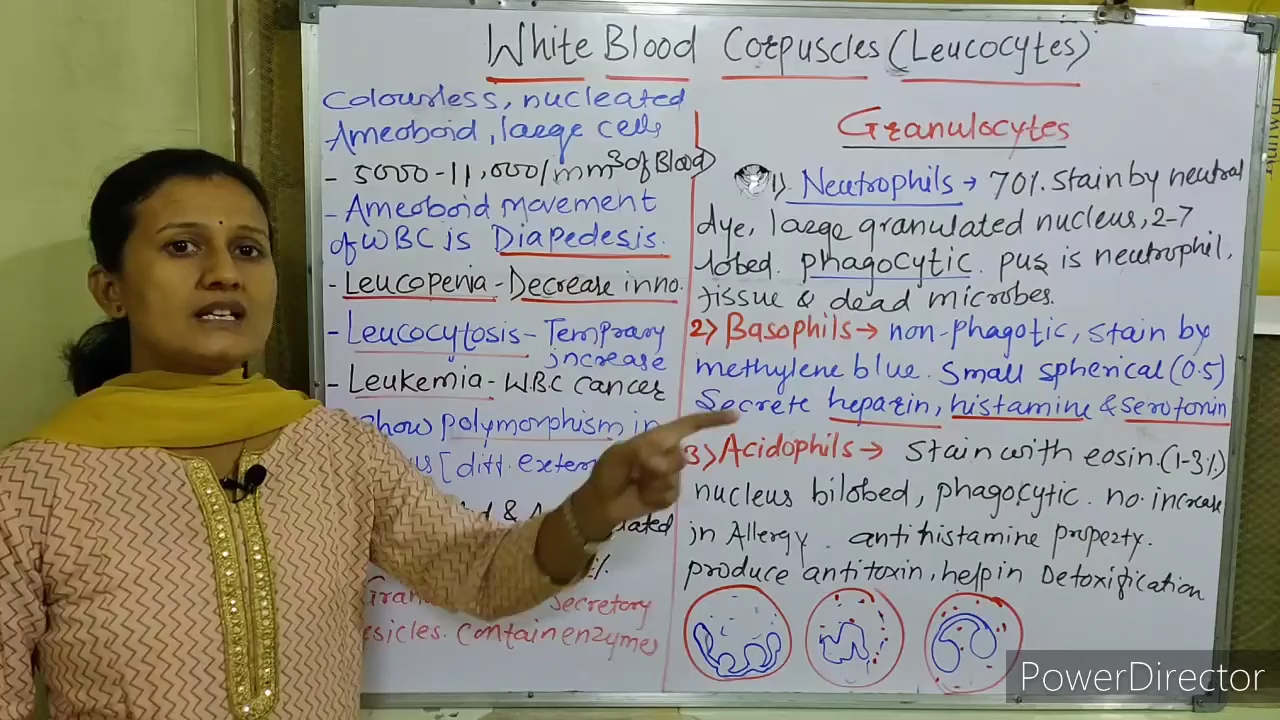 White Blood Corpuscles (Leucocytes)
Colourless, nucleated
Ameoboid, large cells
- 5000-11,000/mm³ of Blood
- Ameoboid movement
of WBC is Diapedesis.
- Leucopenia - Decrease in no.
- Leucocytosis - Temprary
increase
- Leukemia - WBC cancer
show polymorphism in
[diff. extern
&
Secretory
contain enzymes
Granulocytes
1) Neutrophils → 70%. Stain by neutral
dye, large granulated nucleus, 2-7
lobed. phagocytic. pus is neutrophil,
tissue & dead microbes.
2) Basophils → non-phagotic, stain by
methylene blue. Small spherical (0.5)
Secrete heparin, histamine & serotonin
3) Acidophils → Stain with eosin. (1-3%)
nucleus bilobed, phagocytic. no. increase
in Allergy. antihistamine property.
produce antitoxin, help in Detoxification
PowerDirector